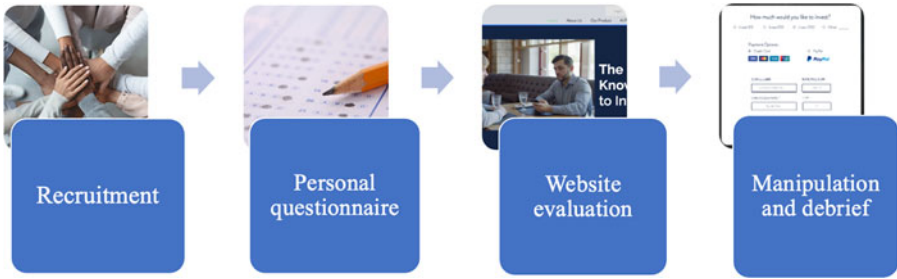 About Us
Our Product
The
Know
to In
How much would you like to invest?
Payment Options
PayPal
Recruitment
Personal
questionnaire
Website
evaluation
Manipulation
and debrief